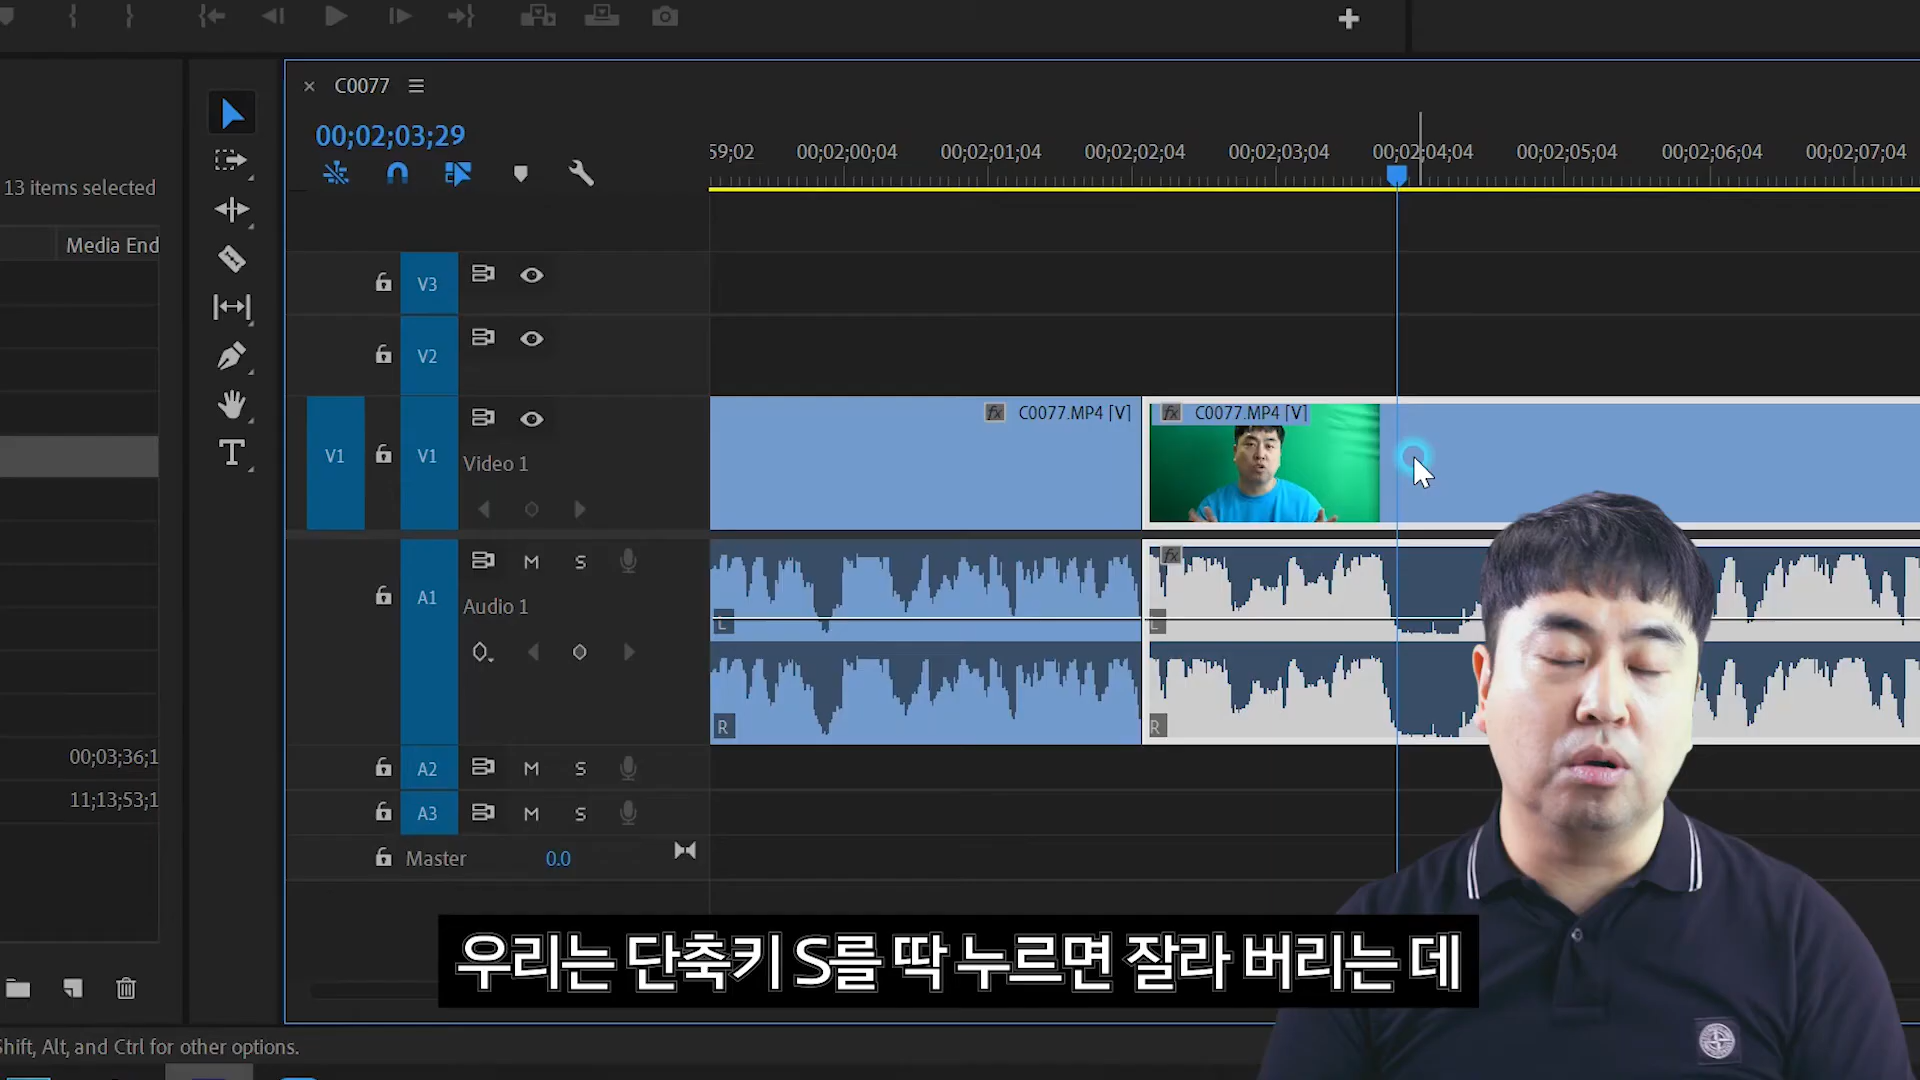 C0077
00;02;03;29
59;02 00;02;00;04 00;02;01;04 00;02;02;04 00;02;03;04 00;02;04;04 00;02;05;04 00;02;06;04 00;02;07;04
13 items selected
Media End
V3
V2
C0077.MP4 [V]
fx C0077.MP4 [V]
V1 V1
Video 1
M S
A1
Audio 1
L L
R R
00;03;36;1
A2 M S
11;13;53;1
A3 M S
Master 0.0
우리는 단축키 S를 딱 누르면 잘라 버리는 데
Shift, Alt, and Ctrl for other options.